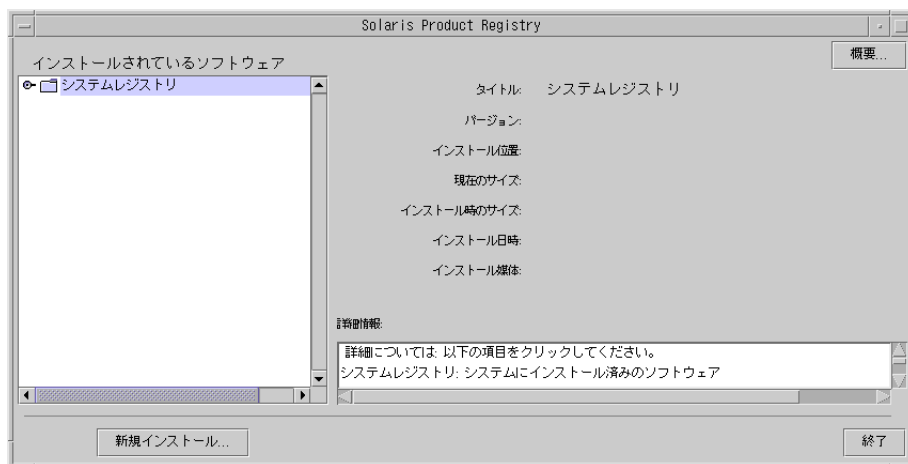 Solaris Product Registry
概要...
インストールされているソフトウェア
システムレジストリ
タイトル: システムレジストリ
バージョン:
インストール位置:
現在のサイズ:
インストール時のサイズ:
インストール日時:
インストール媒体:
詳細情報:
詳細については: 以下の項目をクリックしてください。
システムレジストリ: システムにインストール済みのソフトウェア
新規インストール...
終了